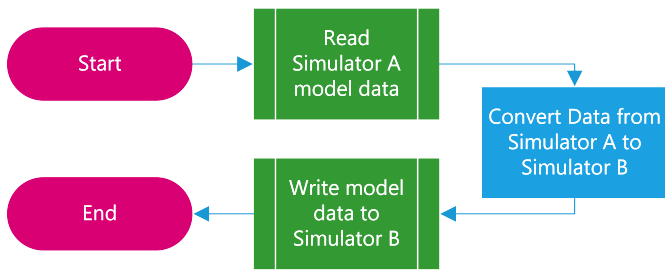 Start
Read
Simulator A
model data
Convert Data from
Simulator A to
Simulator B
Write model
data to
Simulator B
End